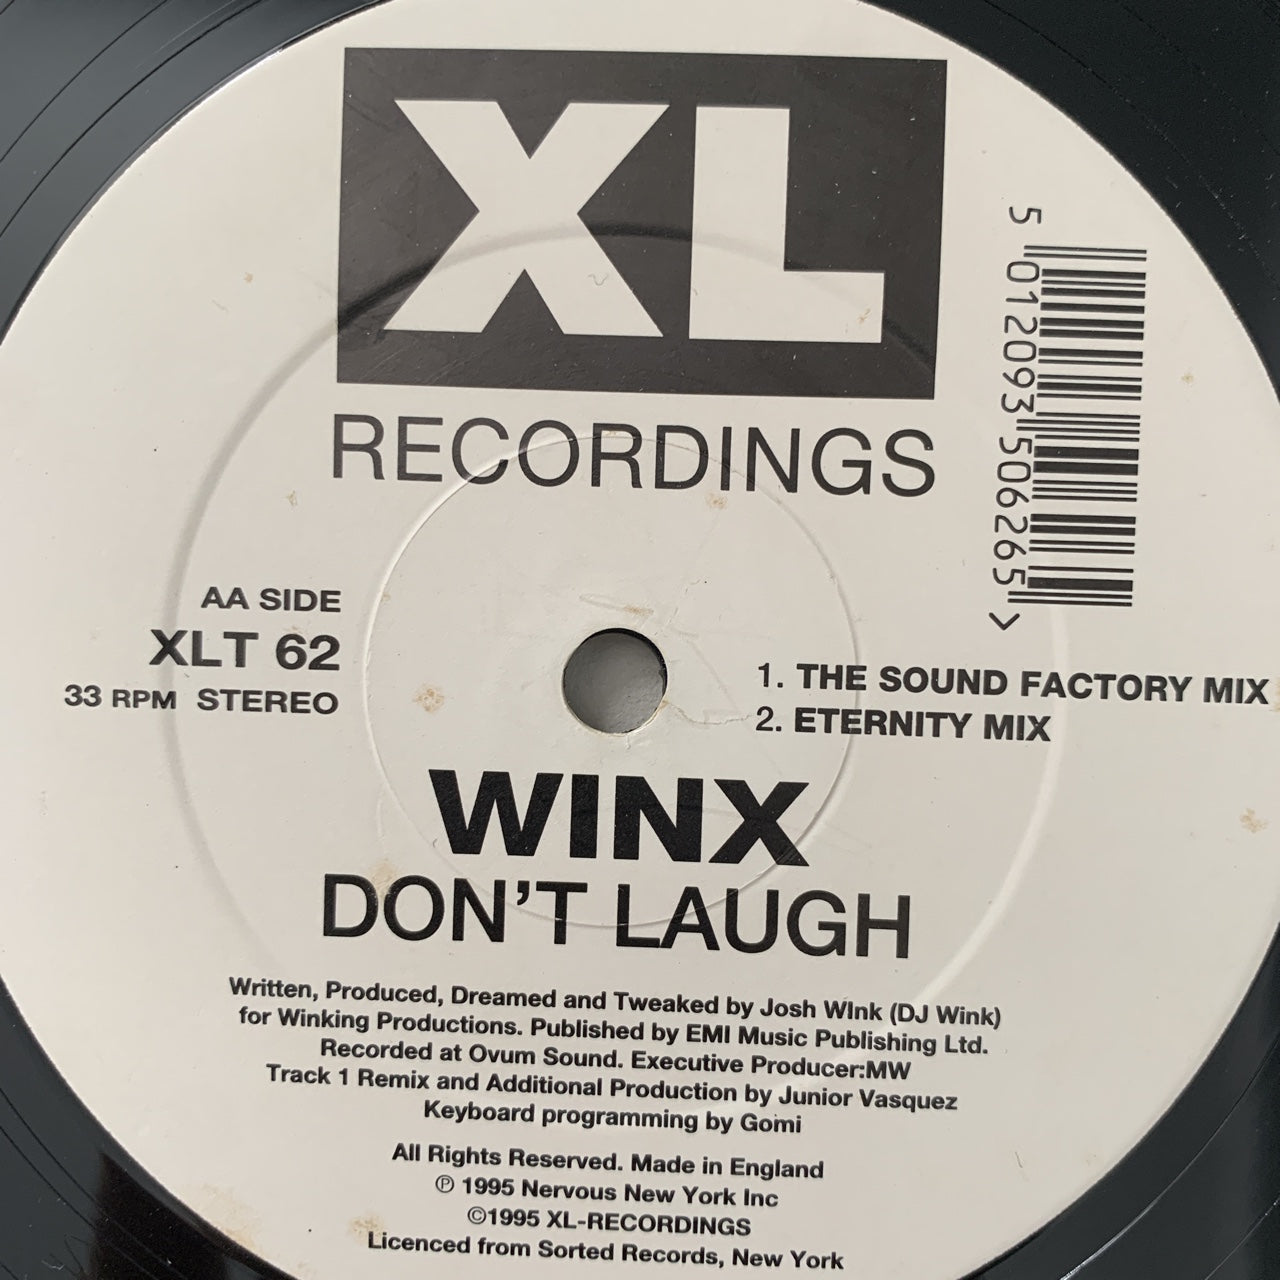 XL
RECORDINGS
5 012093 506265 >
AA SIDE
XLT 62
33 RPM STEREO
1. THE SOUND FACTORY MIX
2. ETERNITY MIX
WINX
DON'T LAUGH
Written, Produced, Dreamed and Tweaked by Josh WInk (DJ Wink)
for Winking Productions. Published by EMI Music Publishing Ltd.
Recorded at Ovum Sound. Executive Producer:MW
Track 1 Remix and Additional Production by Junior Vasquez
Keyboard programming by Gomi
All Rights Reserved. Made in England
℗ 1995 Nervous New York Inc
©1995 XL-RECORDINGS
Licenced from Sorted Records, New York